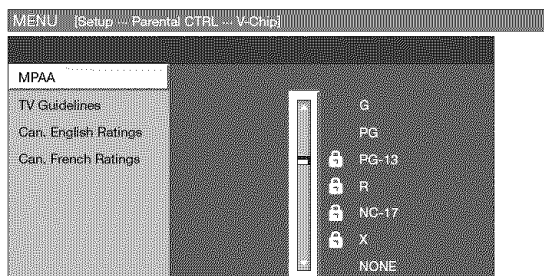 MENU [Setup --- Parental CTRL --- V-Chip]
MPAA
TV Guidelines
Can. English Ratings
Can. French Ratings
G
PG
PG-13
R
NC-17
X
NONE